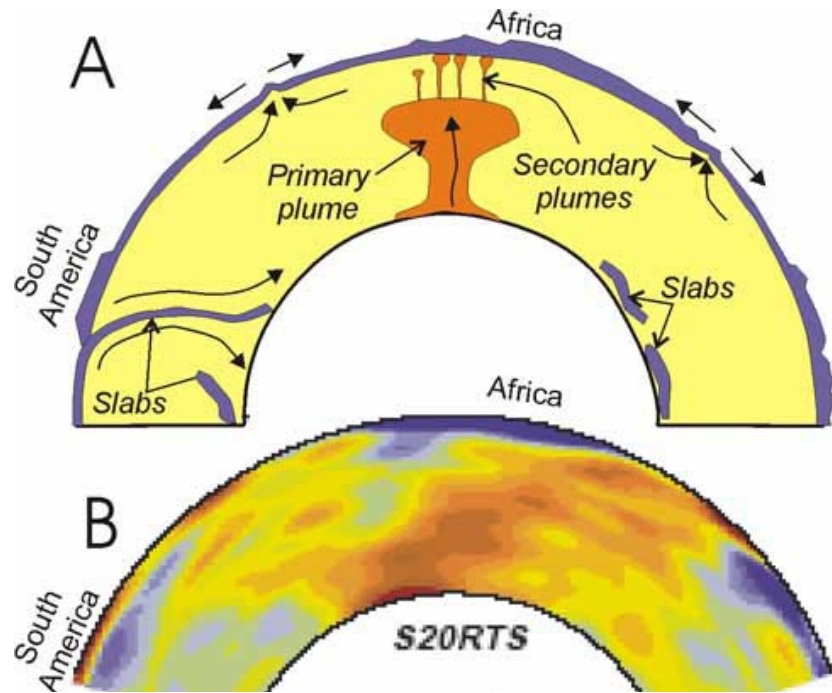 A
Africa
Primary
plume
Secondary
plumes
South
America
Slabs
Slabs
Africa
B
South
America
S20RTS